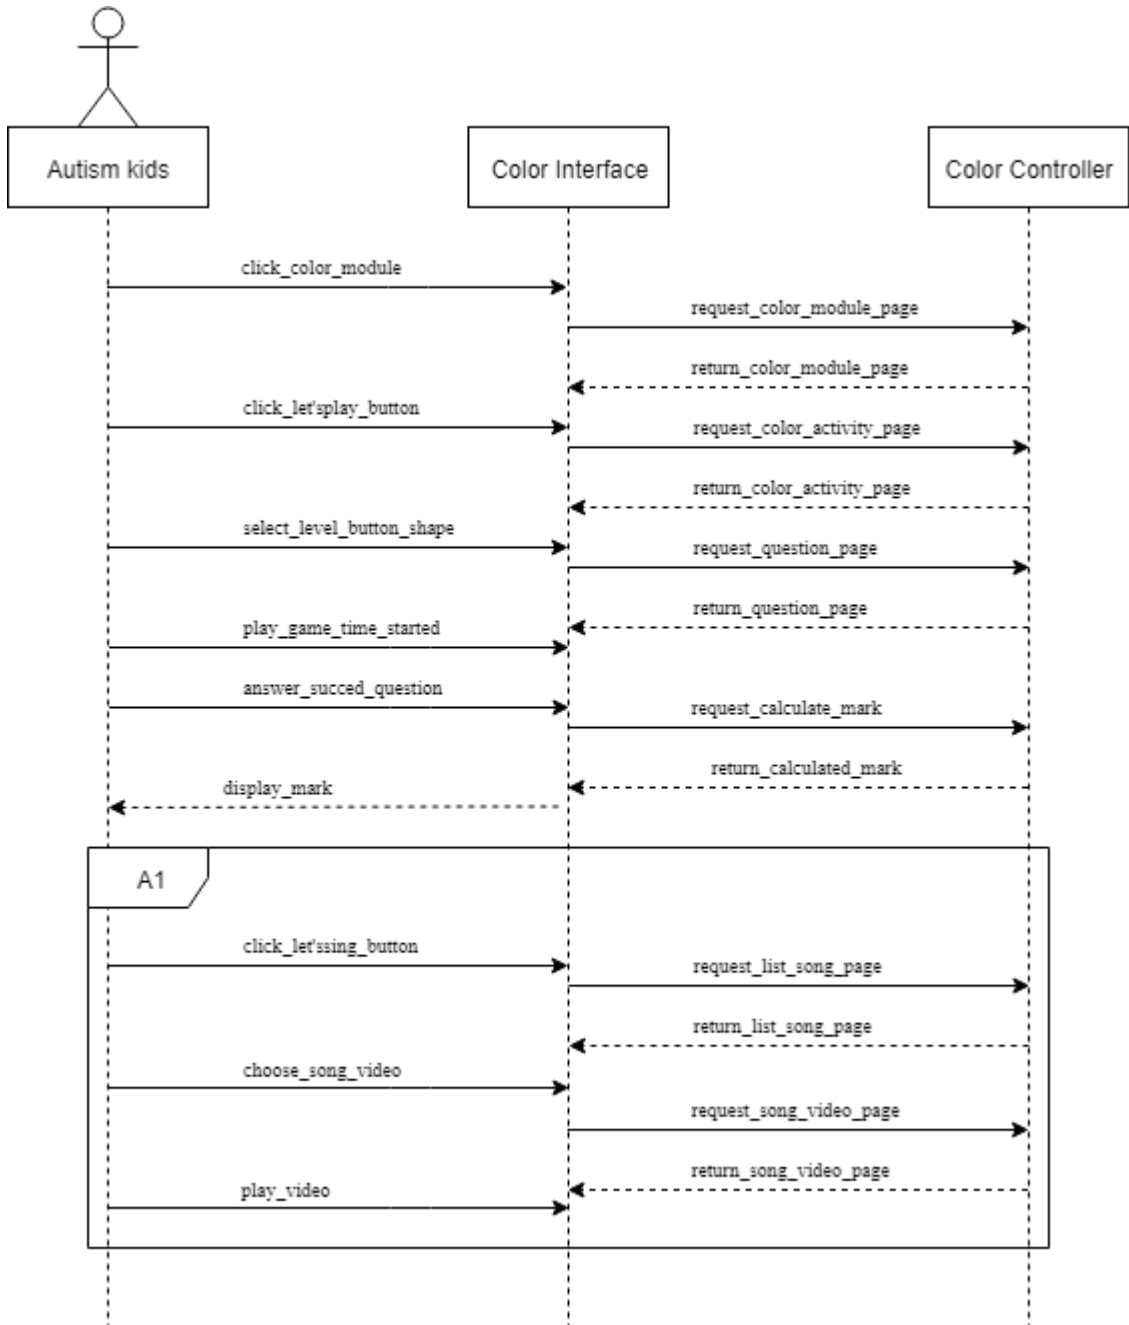 Autism kids
Color Interface
Color Controller
click_color_module
request_color_module_page
return_color_module_page
click_let'splay_button
request_color_activity_page
return_color_activity_page
select_level_button_shape
request_question_page
return_question_page
play_game_time_started
answer_succed_question
request_calculate_mark
return_calculated_mark
display_mark
A1
click_let'ssing_button
request_list_song_page
return_list_song_page
choose_song_video
request_song_video_page
return_song_video_page
play_video